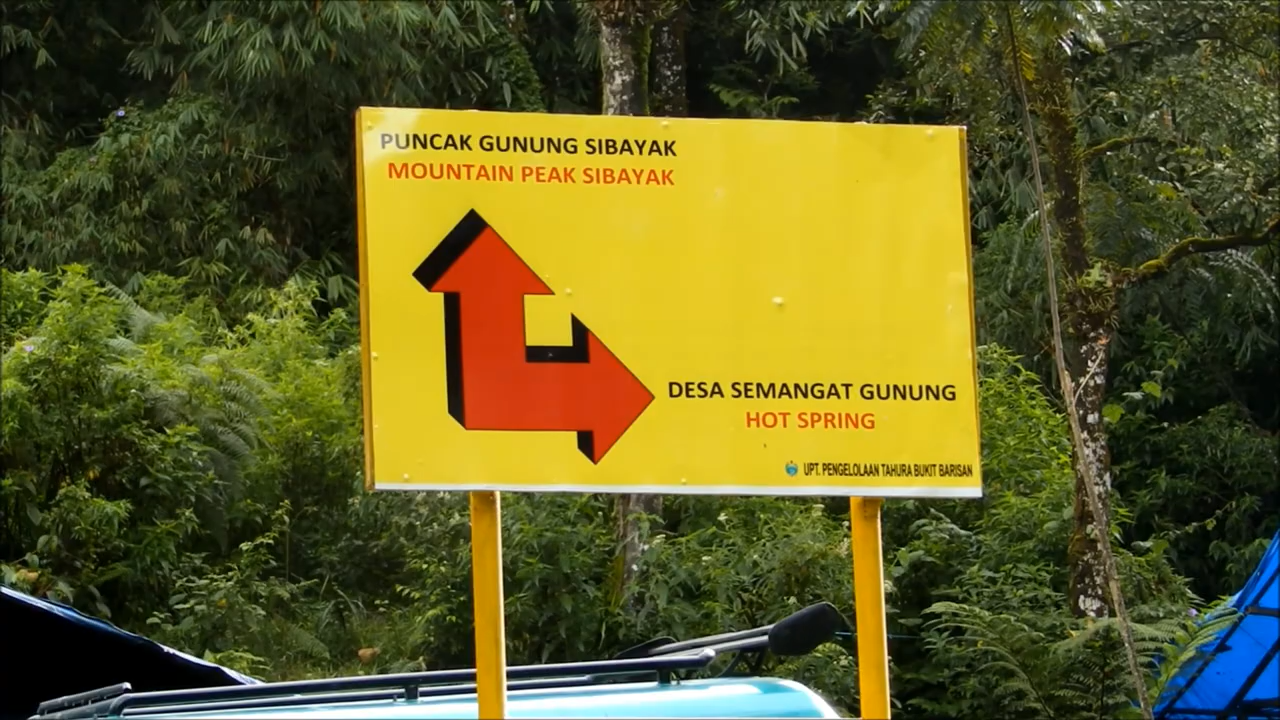 PUNCAK GUNUNG SIBAYAK
MOUNTAIN PEAK SIBAYAK
DESA SEMANGAT GUNUNG
HOT SPRING
UPT. PENGELOLAAN TAHURA BUKIT BARISAN